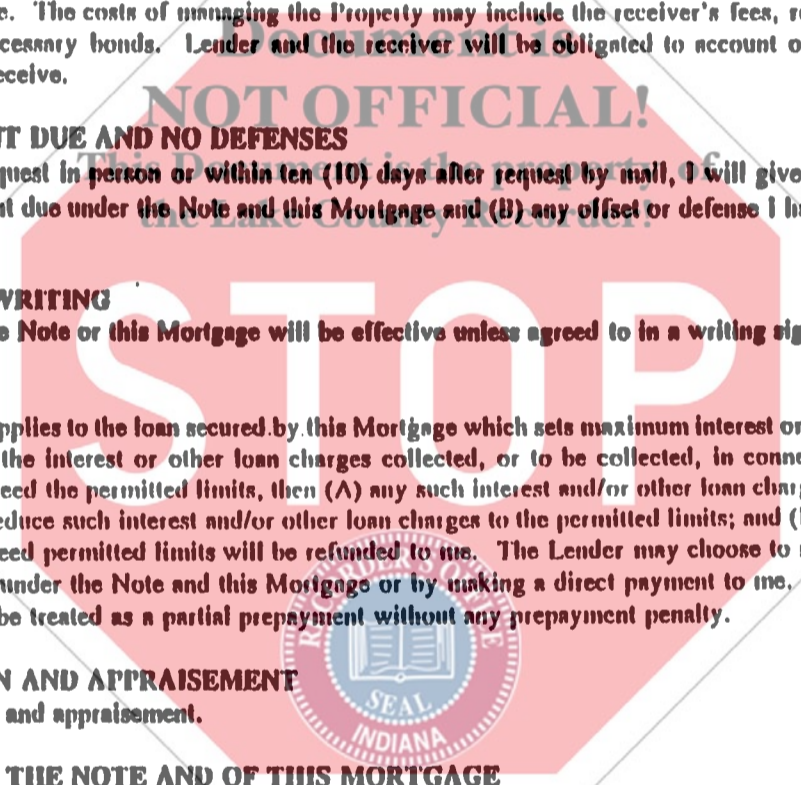 e. The costs of managing the Property may include the receiver's fees, r
cessary bonds. Lender and the receiver will be obligated to account o
eceive.
Document is
NOT OFFICIAL!
This Document is the property of
the Lake County Recorder!
T DUE AND NO DEFENSES
quest in person or within ten (10) days after request by mail, I will give
t due under the Note and this Mortgage and (B) any offset or defense I h
WRITING
e Note or this Mortgage will be effective unless agreed to in a writing sig
STOP
pplies to the loan secured by this Mortgage which sets maximum interest or
the interest or other loan charges collected, or to be collected, in conne
eed the permitted limits, then (A) any such interest and/or other loan char
educe such interest and/or other loan charges to the permitted limits; and (
eed permitted limits will be refunded to me. The Lender may choose to
under the Note and this Mortgage or by making a direct payment to me.
be treated as a partial prepayment without any prepayment penalty.
RECORDER'S OFFICE
SEAL
INDIANA
N AND APPRAISEMENT
and appraisement.
THE NOTE AND OF THIS MORTGAGE